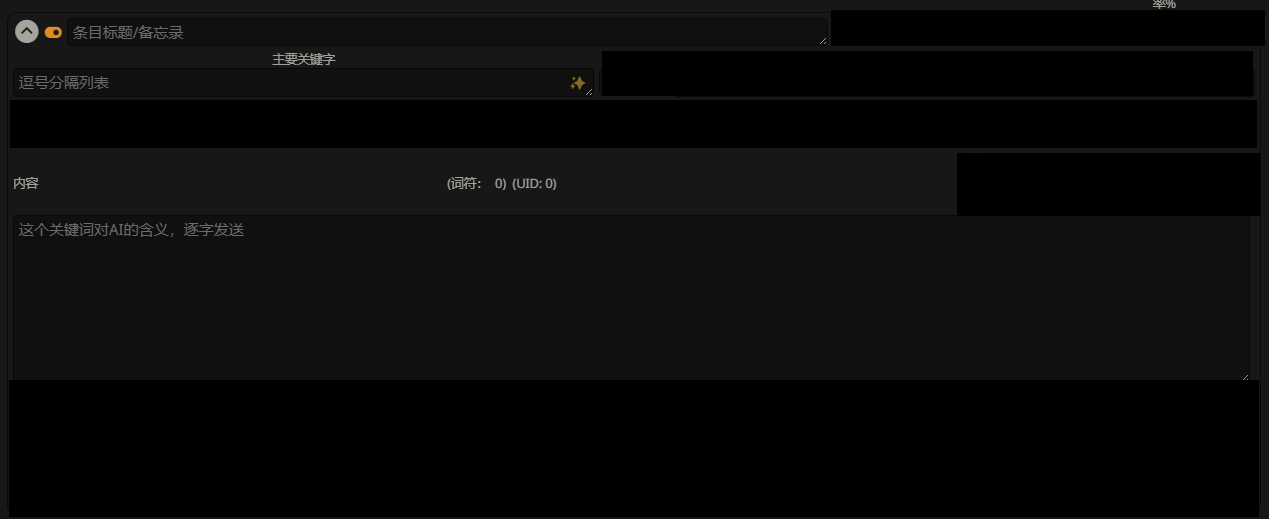 率%
条目标题/备忘录
主要关键字
逗号分隔列表
内容 (词符: 0) (UID: 0)
这个关键词对AI的含义，逐字发送